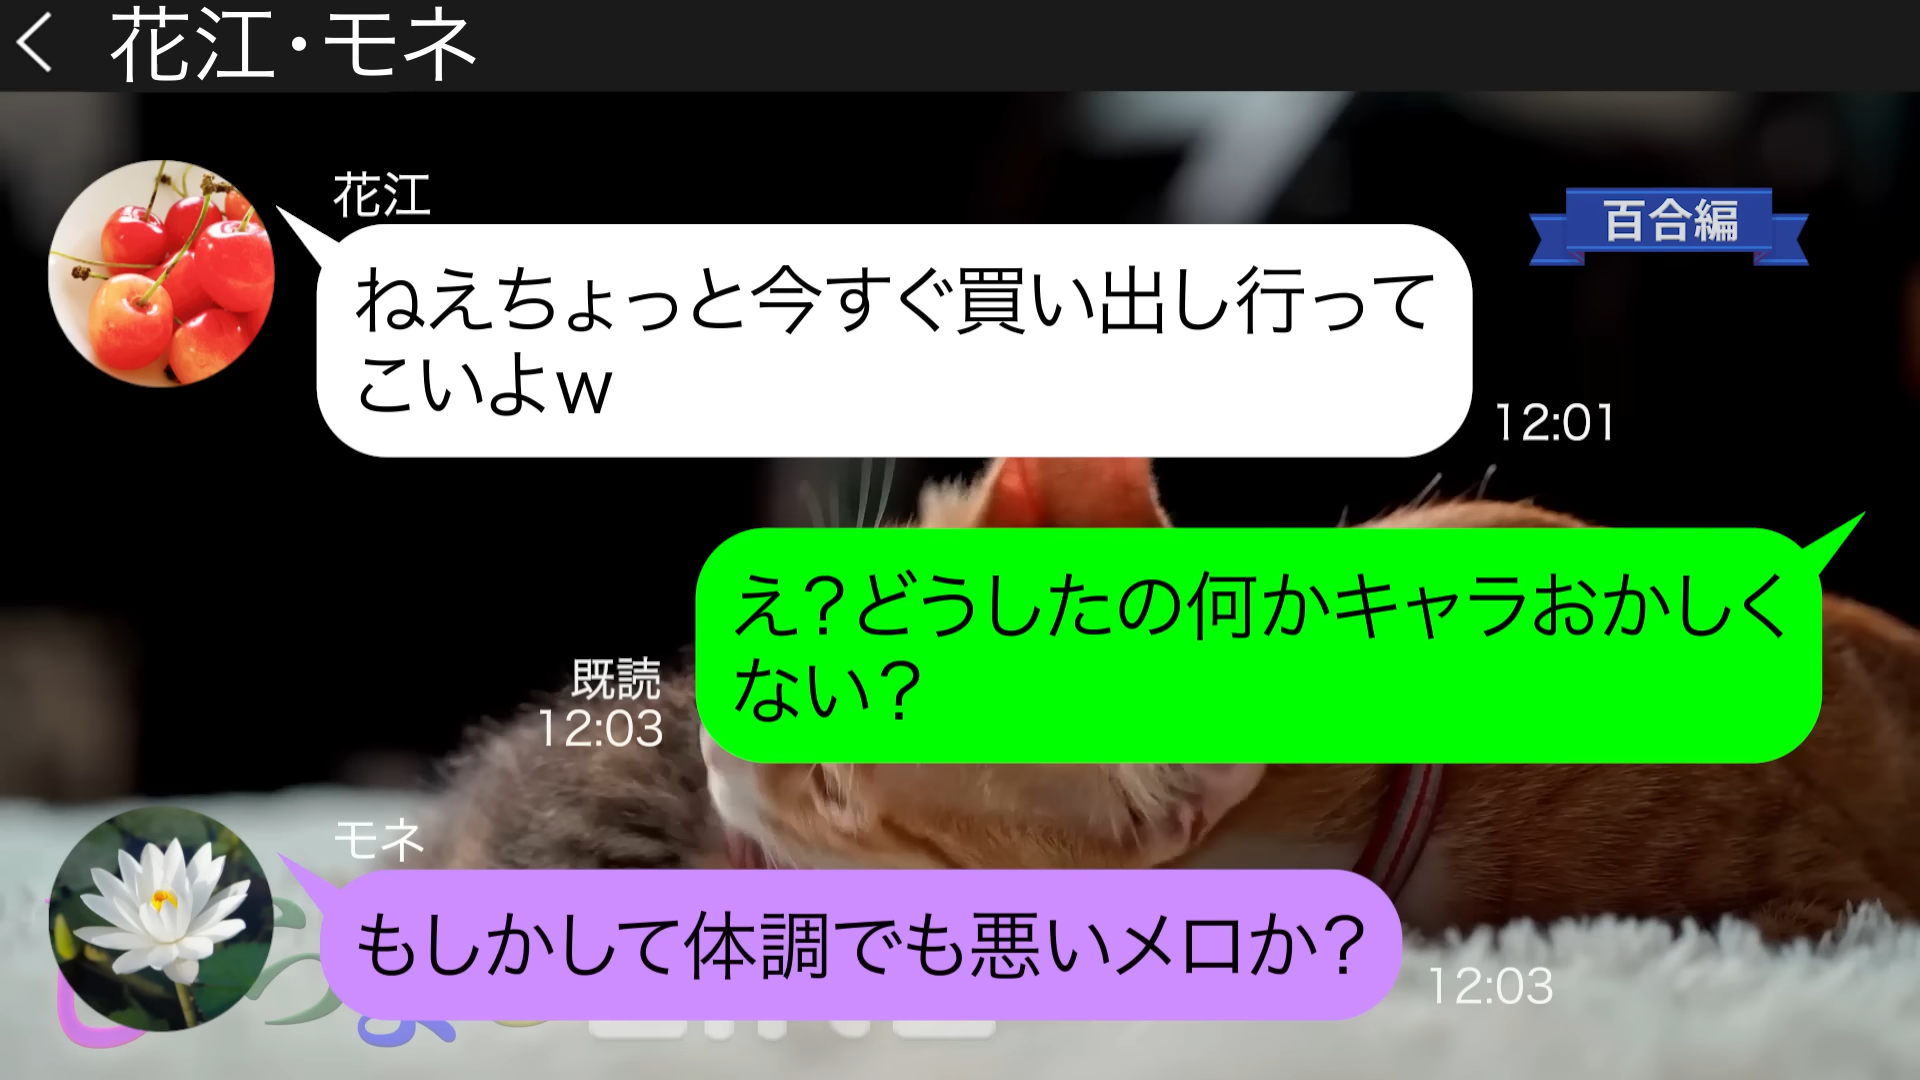 花江・モネ
花江
百合編
ねえちょっと今すぐ買い出し行って
こいよw
12:01
え？どうしたの何かキャラおかしく
ない？
既読
12:03
モネ
もしかして体調でも悪いメロか？
12:03